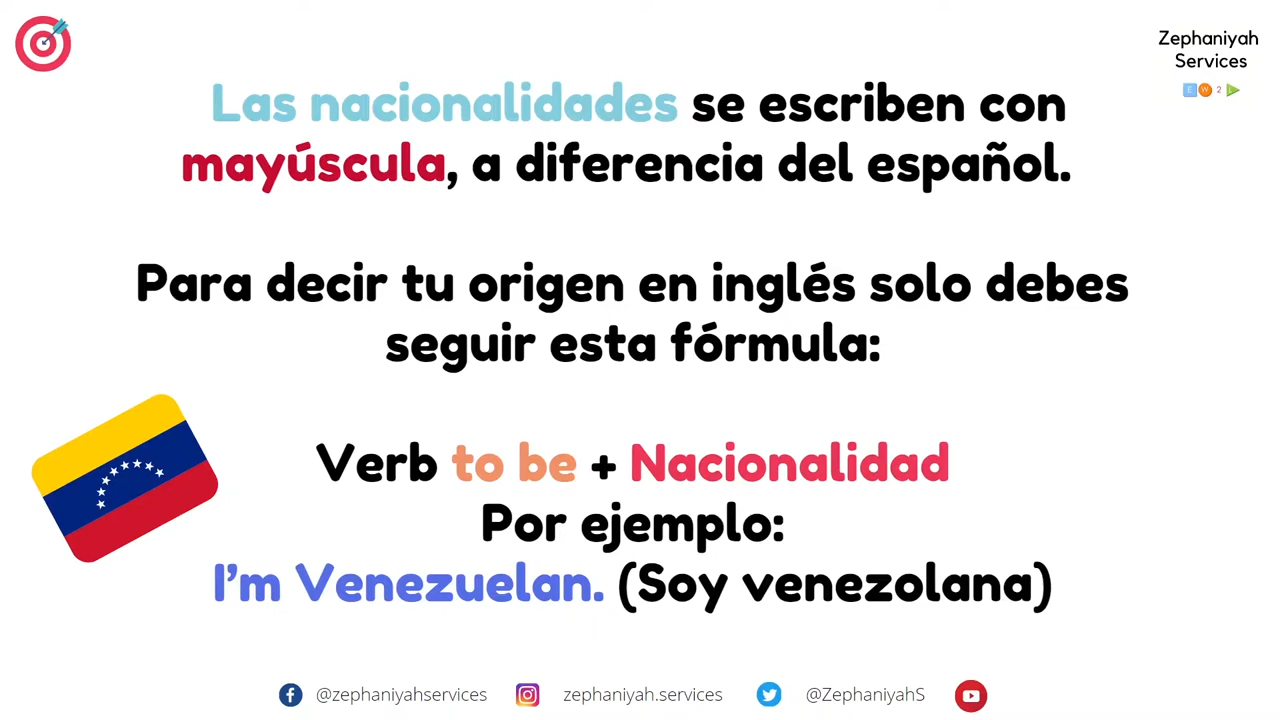 Zephaniyah
Services
E W 2
Las nacionalidades se escriben con
mayúscula, a diferencia del español.
Para decir tu origen en inglés solo debes
seguir esta fórmula:
Verb to be + Nacionalidad
Por ejemplo:
I'm Venezuelan. (Soy venezolana)
@zephaniyahservices zephaniyah.services @ZephaniyahS